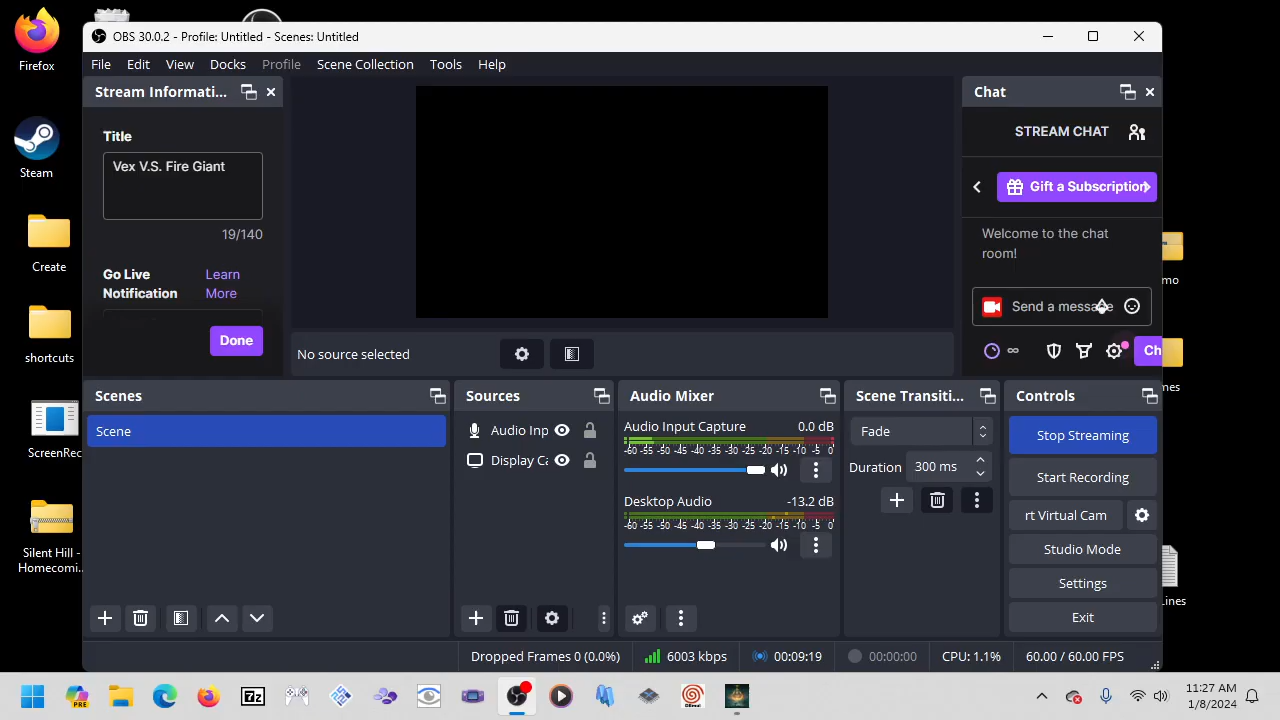 Firefox
Steam
Create
shortcuts
ScreenRec
Silent Hill -
Homecomi...
OBS 30.0.2 - Profile: Untitled - Scenes: Untitled
File Edit View Docks Profile Scene Collection Tools Help
Stream Informati...
Title
Vex V.S. Fire Giant
19/140
Go Live
Notification
Learn
More
Done
Chat
STREAM CHAT
Gift a Subscription
Welcome to the chat
room!
Send a message
Ch
No source selected
Scenes
Scene
Sources
Audio Inp
Display Ca
Audio Mixer
Audio Input Capture 0.0 dB
-60 -55 -50 -45 -40 -35 -30 -25 -20 -15 -10 -5 0
Desktop Audio -13.2 dB
-60 -55 -50 -45 -40 -35 -30 -25 -20 -15 -10 -5 0
Scene Transiti...
Fade
Duration 300 ms
Controls
Stop Streaming
Start Recording
rt Virtual Cam
Studio Mode
Settings
Exit
Dropped Frames 0 (0.0%) 6003 kbps 00:09:19 00:00:00 CPU: 1.1% 60.00 / 60.00 FPS
mo
mes
Lines
PRE
7z
11:27 AM
1/8/2024